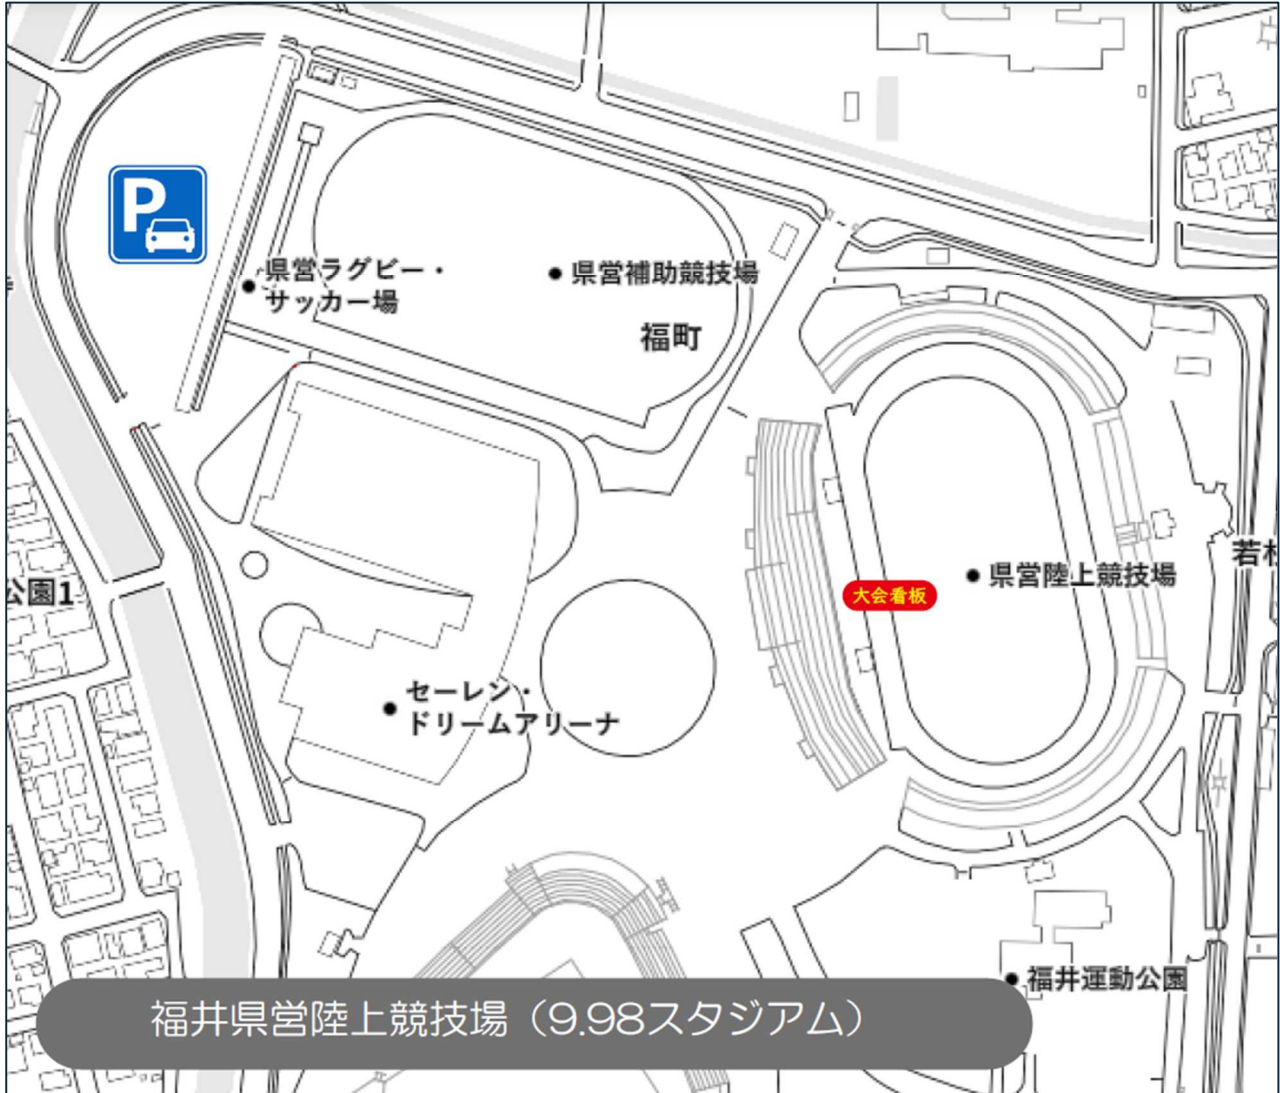 P
県営ラグビー・
サッカー場
県営補助競技場
福町
県営陸上競技場
大会看板
公園1
セーレン・
ドリームアリーナ
福井運動公園
福井県営陸上競技場（9.98スタジアム）